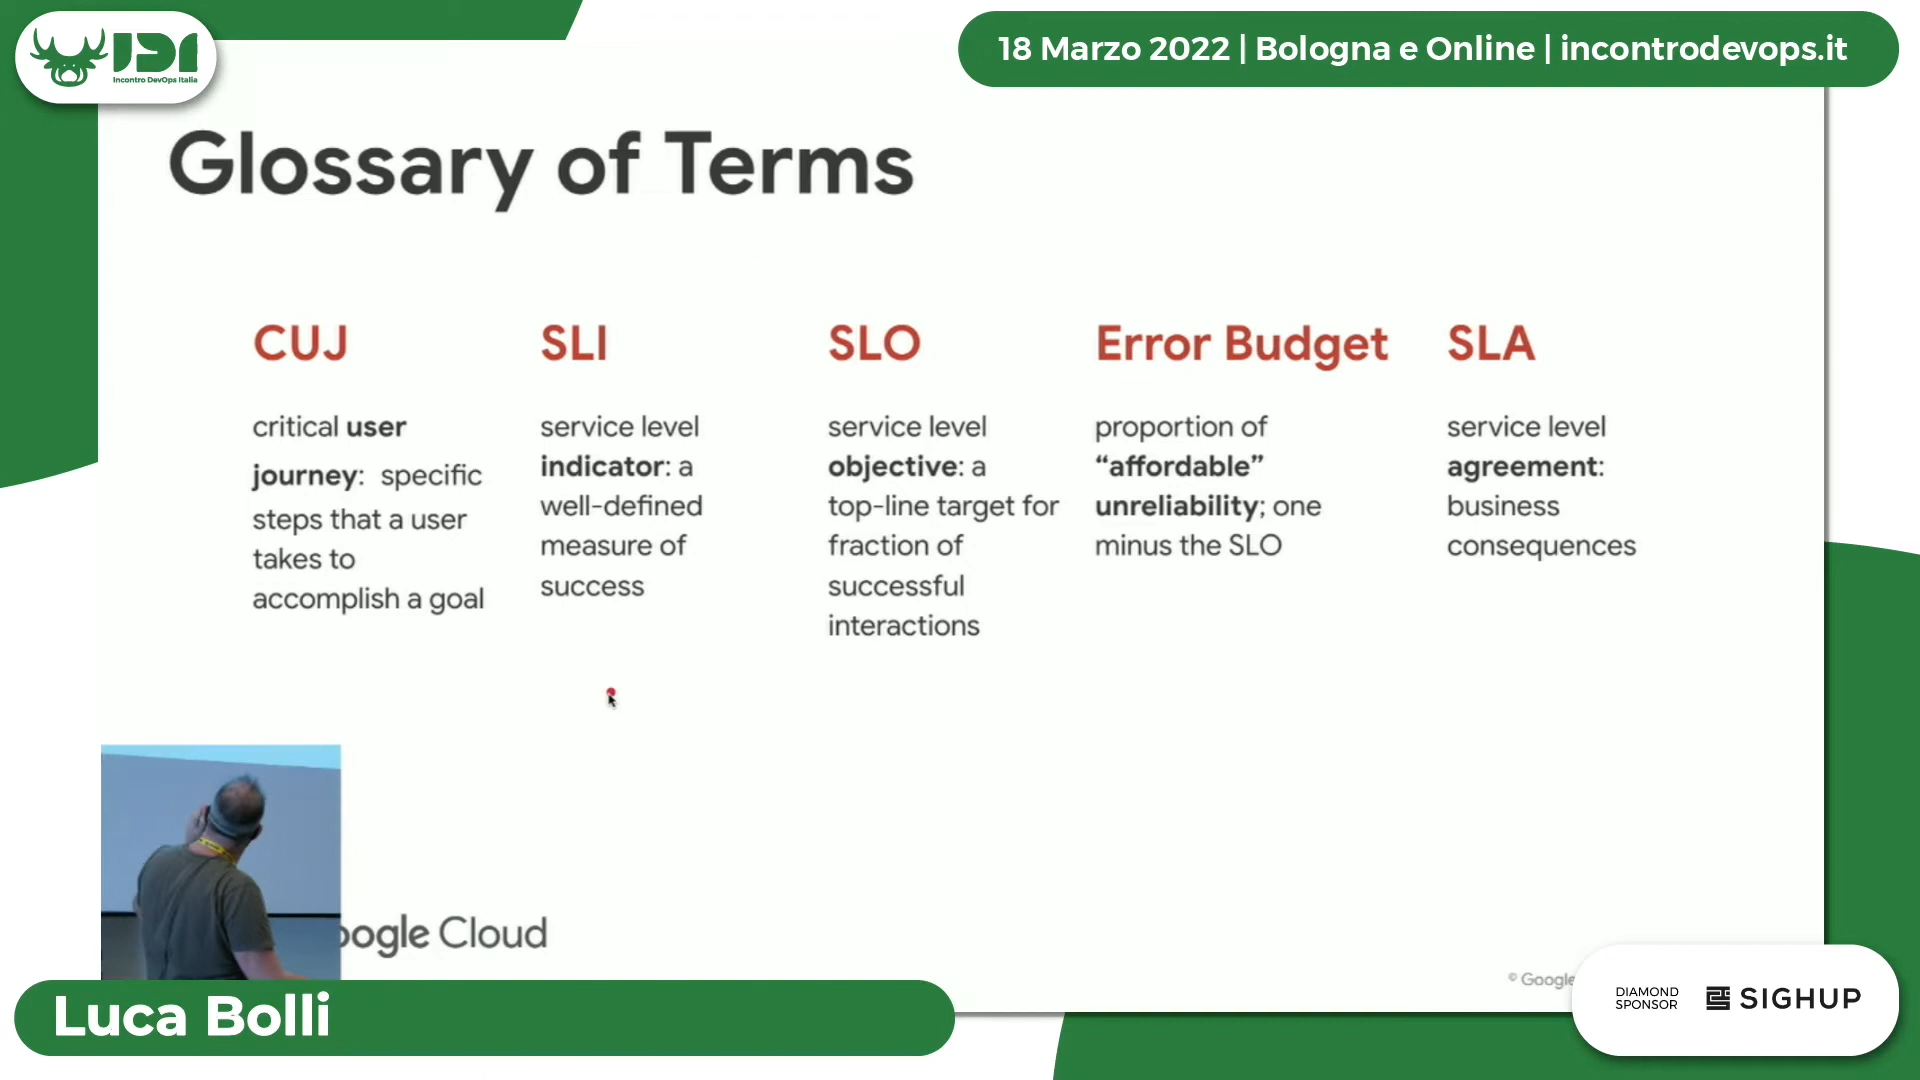 IDI
Incontro DevOps Italia
18 Marzo 2022 | Bologna e Online | incontrodevops.it
Glossary of Terms
CUJ
critical user
journey: specific
steps that a user
takes to
accomplish a goal
SLI
service level
indicator: a
well-defined
measure of
success
SLO
service level
objective: a
top-line target for
fraction of
successful
interactions
Error Budget
proportion of
“affordable”
unreliability; one
minus the SLO
SLA
service level
agreement:
business
consequences
oogle Cloud
© Google
Luca Bolli
DIAMOND
SPONSOR
SIGHUP